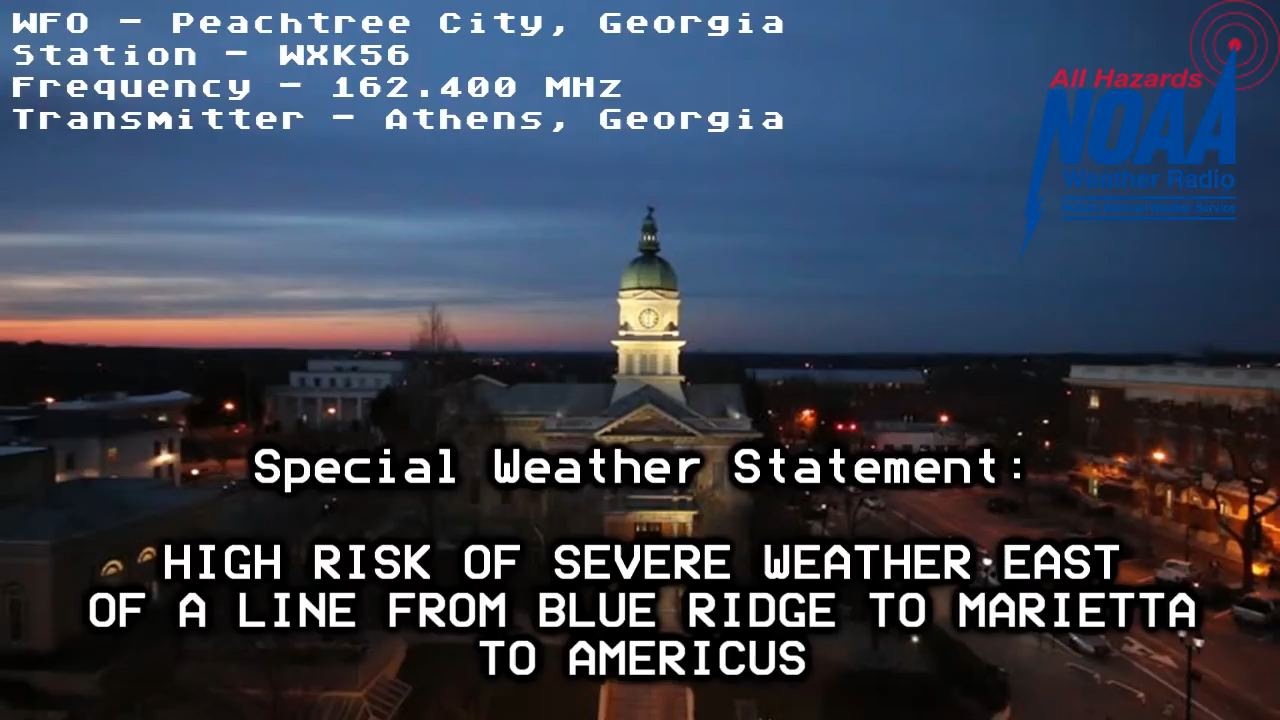 WFO - Peachtree City, Georgia
Station - WXK56
Frequency - 162.400 MHz
Transmitter - Athens, Georgia
All Hazards
NOAA
Weather Radio
Special Weather Statement:
HIGH RISK OF SEVERE WEATHER EAST
OF A LINE FROM BLUE RIDGE TO MARIETTA
TO AMERICUS